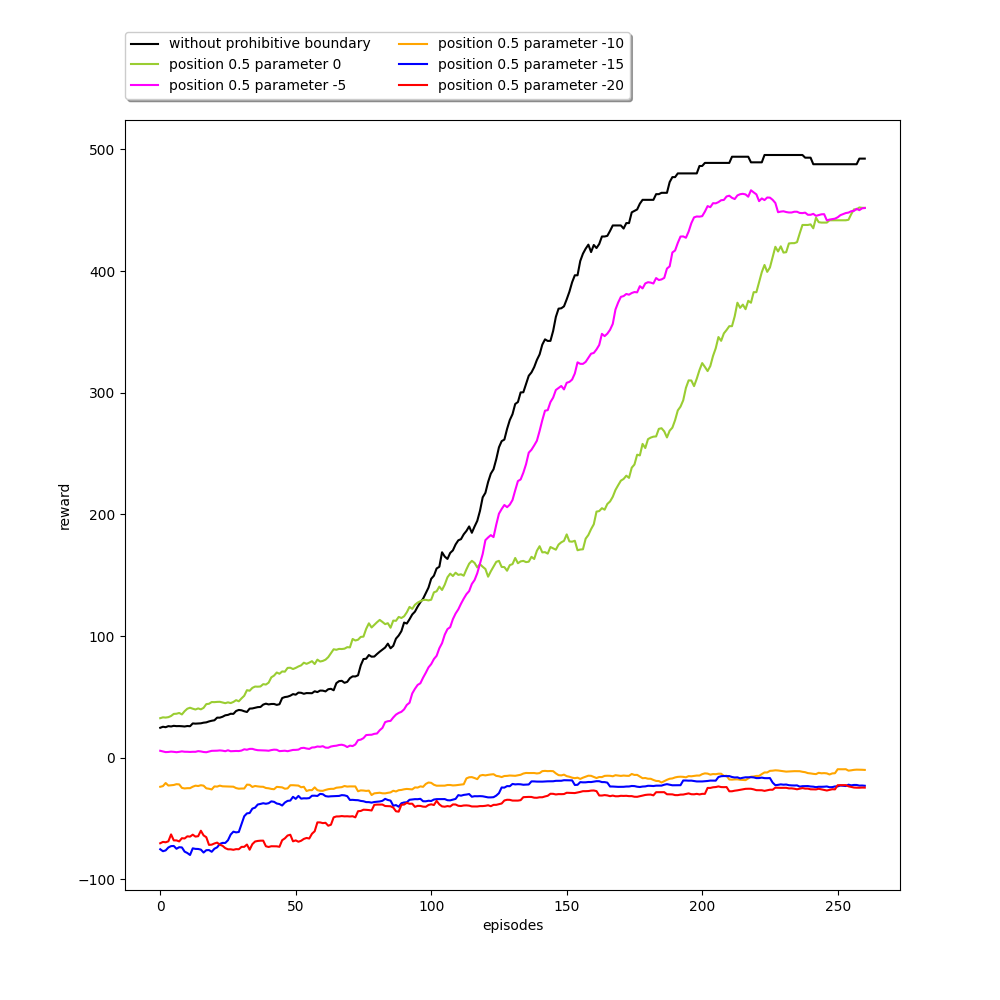 without prohibitive boundary
position 0.5 parameter 0
position 0.5 parameter -5
position 0.5 parameter -10
position 0.5 parameter -15
position 0.5 parameter -20
500
400
300
200
100
0
−100
reward
0 50 100 150 200 250
episodes